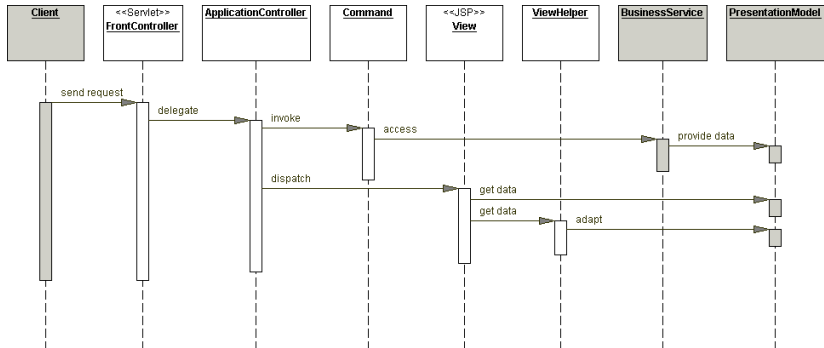 Client
<<Servlet>>
FrontController
ApplicationController
Command
<<JSP>>
View
ViewHelper
BusinessService
PresentationModel
send request
delegate
invoke
access
provide data
dispatch
get data
get data
adapt